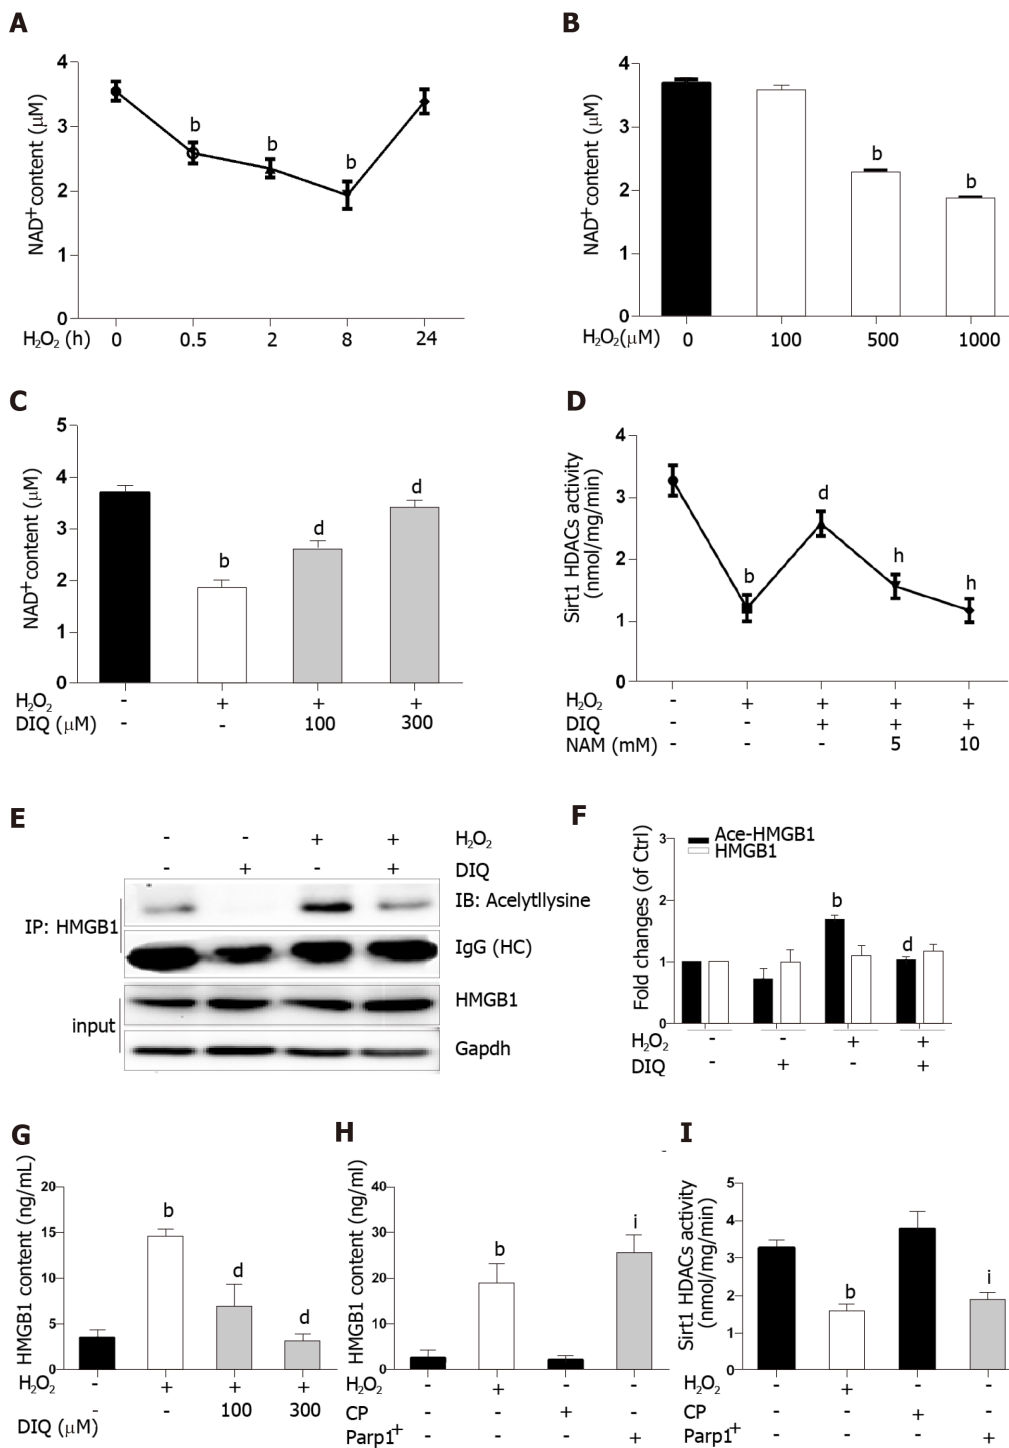 A
NAD+content (μM)
4
3
2
1
0
b
b
b
H₂O₂ (h)
0 0.5 2 8 24
B
NAD+content (μM)
4
3
2
1
0
b
b
H₂O₂(μM)
0 100 500 1000
C
NAD+content (μM)
5
4
3
2
1
0
b
d
d
H₂O₂ - + + +
DIQ (μM) - - 100 300
D
Sirt1 HDACs activity
(nmol/mg/min)
4
3
2
1
0
b
d
h
h
H₂O₂ - + + + +
DIQ - - + + +
NAM (mM) - - - 5 10
E
- - + + H₂O₂
- + - + DIQ
IP: HMGB1
IB: Acelytllysine
IgG (HC)
input
HMGB1
Gapdh
F
Fold changes (of Ctrl)
3
2
1
0
Ace-HMGB1
HMGB1
b
d
H₂O₂ - - + +
DIQ - + - +
G
HMGB1 content (ng/mL)
20
15
10
5
0
b
d
d
H₂O₂ - + + +
DIQ (μM) - - 100 300
H
HMGB1 content (ng/ml)
40
30
20
10
0
b
i
H₂O₂ - + - -
CP - - + -
Parp1+ - - - +
I
Sirt1 HDACs activity
(nmol/mg/min)
5
4
3
2
1
0
b
i
H₂O₂ - + - -
CP - - + -
Parp1+ - - - +